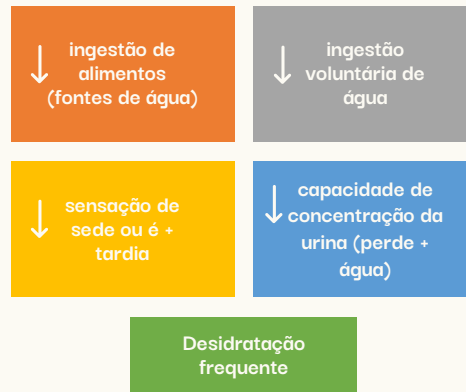 ↓ ingestão de
alimentos
(fontes de água)
↓ ingestão
voluntária de
água
↓ sensação de
sede ou é +
tardia
↓ capacidade de
concentração da
urina (perde +
água)
Desidratação
frequente